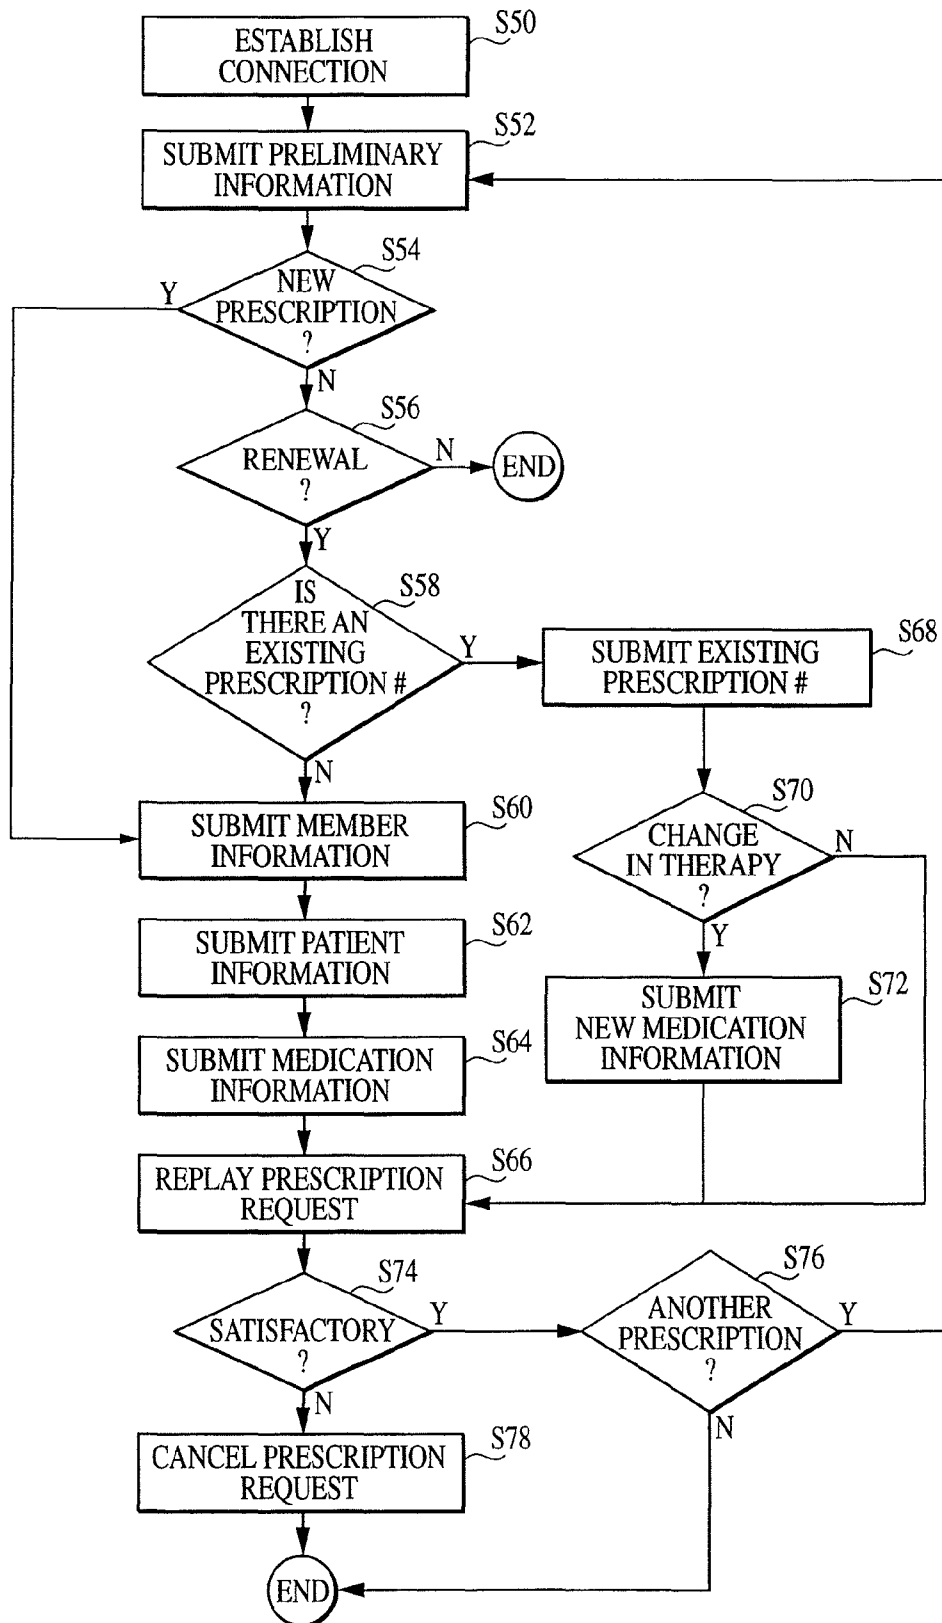 S50
ESTABLISH
CONNECTION
S52
SUBMIT PRELIMINARY
INFORMATION
S54
NEW
PRESCRIPTION
?
Y
N
S56
RENEWAL
?
N
END
Y
S58
IS
THERE AN
EXISTING
PRESCRIPTION #
?
Y
N
S68
SUBMIT EXISTING
PRESCRIPTION #
S60
SUBMIT MEMBER
INFORMATION
S70
CHANGE
IN THERAPY
?
N
Y
S62
SUBMIT PATIENT
INFORMATION
S72
SUBMIT
NEW MEDICATION
INFORMATION
S64
SUBMIT MEDICATION
INFORMATION
S66
REPLAY PRESCRIPTION
REQUEST
S74
SATISFACTORY
?
Y
N
S76
ANOTHER
PRESCRIPTION
?
Y
N
S78
CANCEL PRESCRIPTION
REQUEST
END